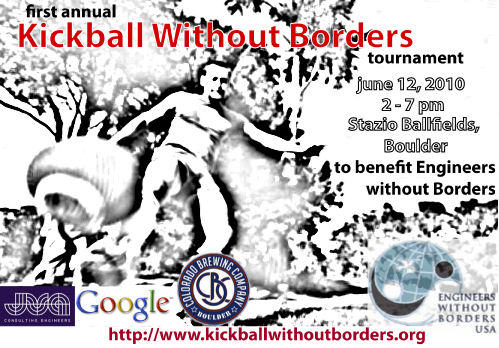 first annual
Kickball Without Borders
tournament
june 12, 2010
2 - 7 pm
Stazio Ballfields,
Boulder
to benefit Engineers
without Borders
JVA
CONSULTING ENGINEERS
Google
COLORADO BREWING COMPANY
BOULDER
ENGINEERS
WITHOUT
BORDERS
USA
http://www.kickballwithoutborders.org